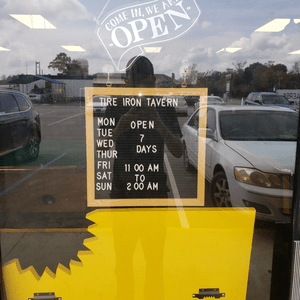 COME IN, WE ARE
OPEN
TIRE IRON TAVERN
MON OPEN
TUE 7
WED DAYS
THUR
FRI 11 00 AM
SAT TO
SUN 2 00 AM